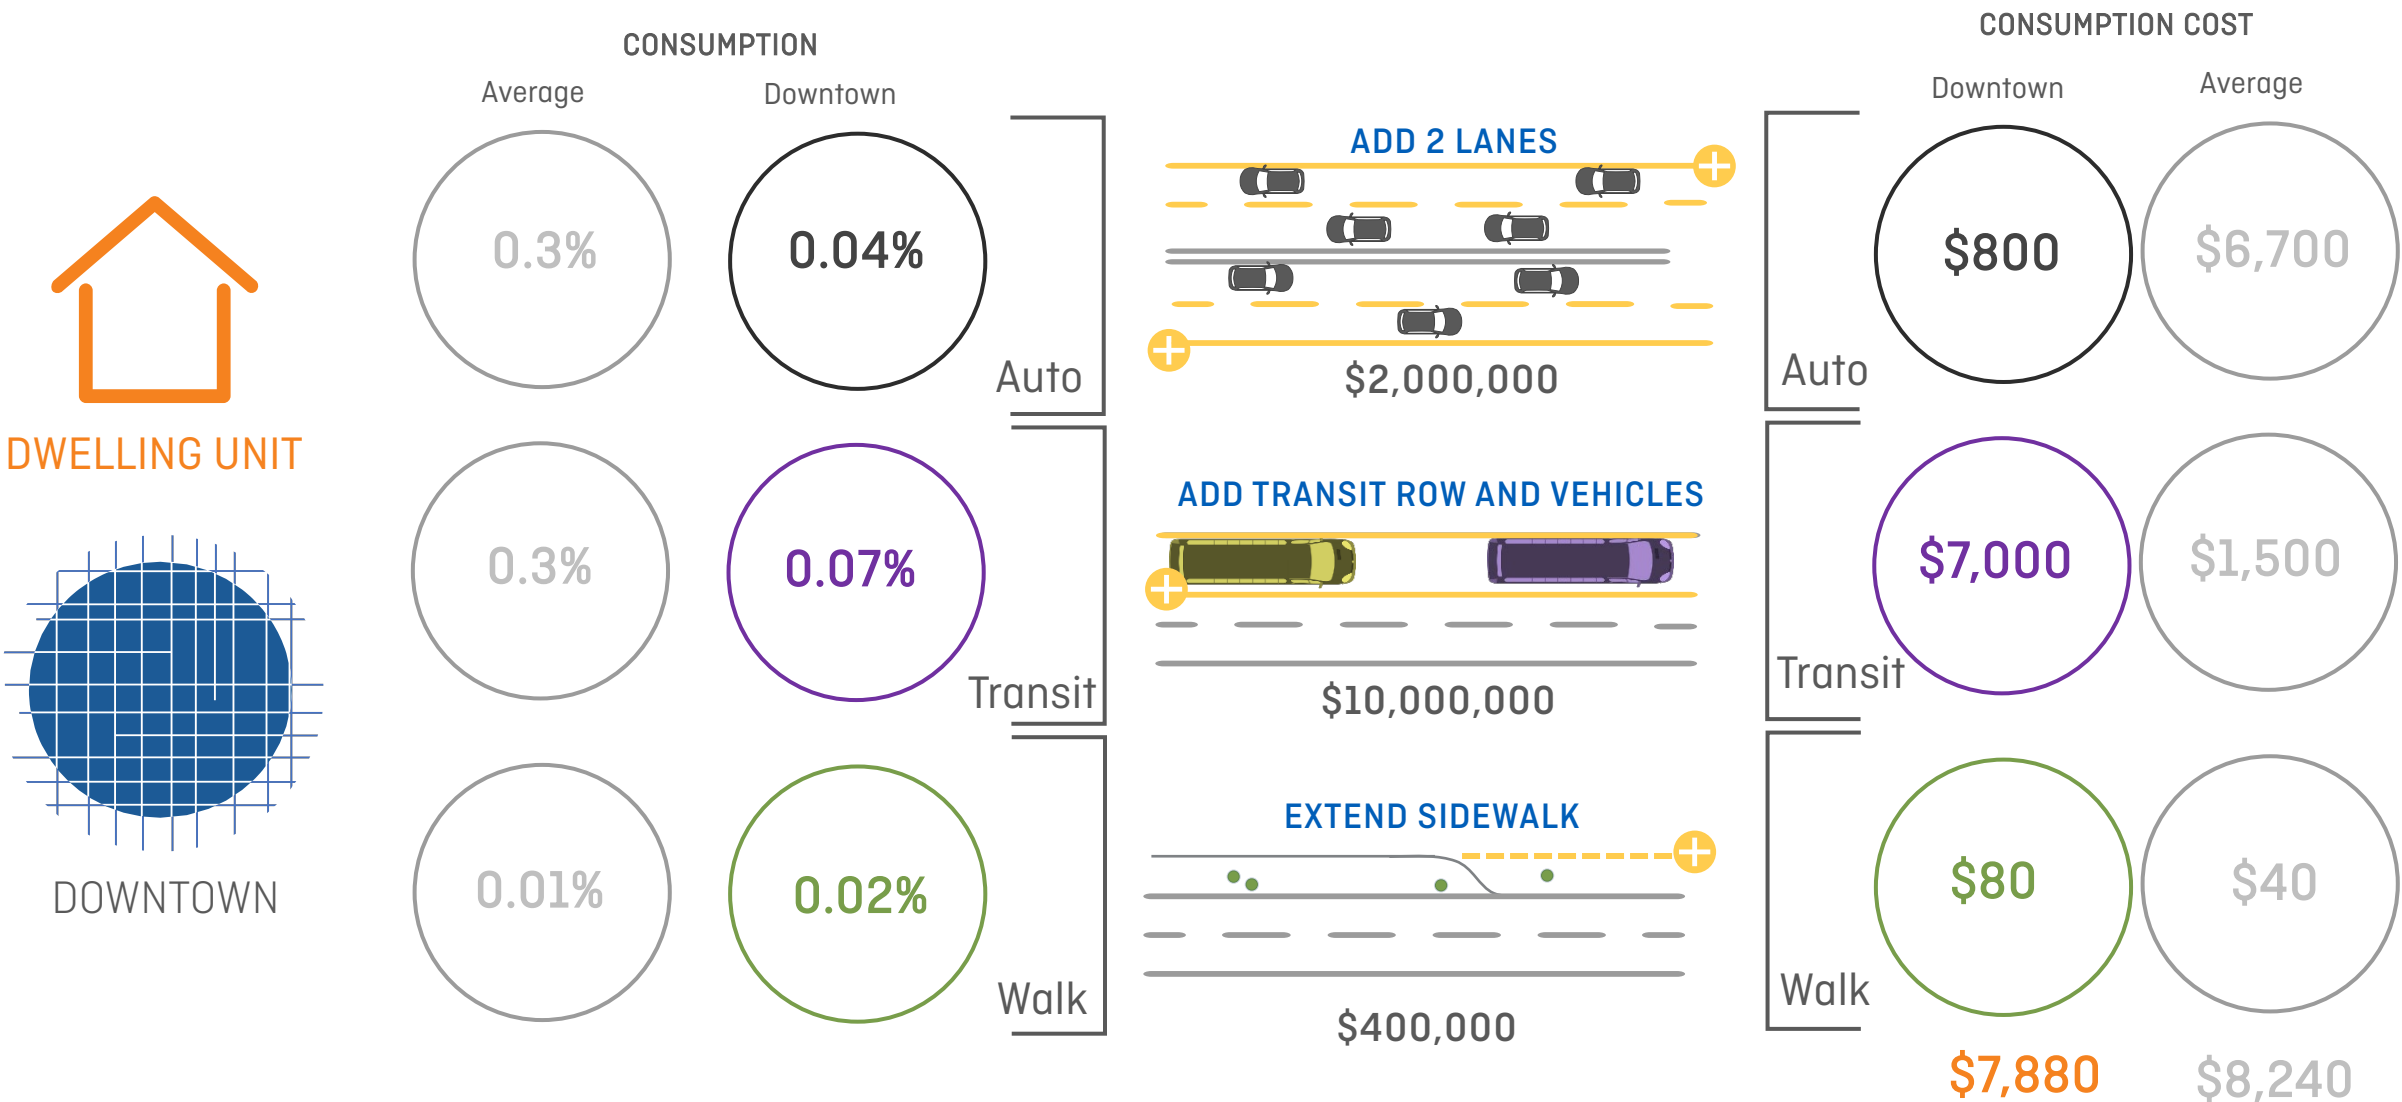 CONSUMPTION
Average
Downtown
CONSUMPTION COST
Downtown
Average
DWELLING UNIT
DOWNTOWN
0.3%
0.04%
Auto
ADD 2 LANES
$2,000,000
Auto
$800
$6,700
0.3%
0.07%
Transit
ADD TRANSIT ROW AND VEHICLES
$10,000,000
Transit
$7,000
$1,500
0.01%
0.02%
Walk
EXTEND SIDEWALK
$400,000
Walk
$80
$40
$7,880
$8,240